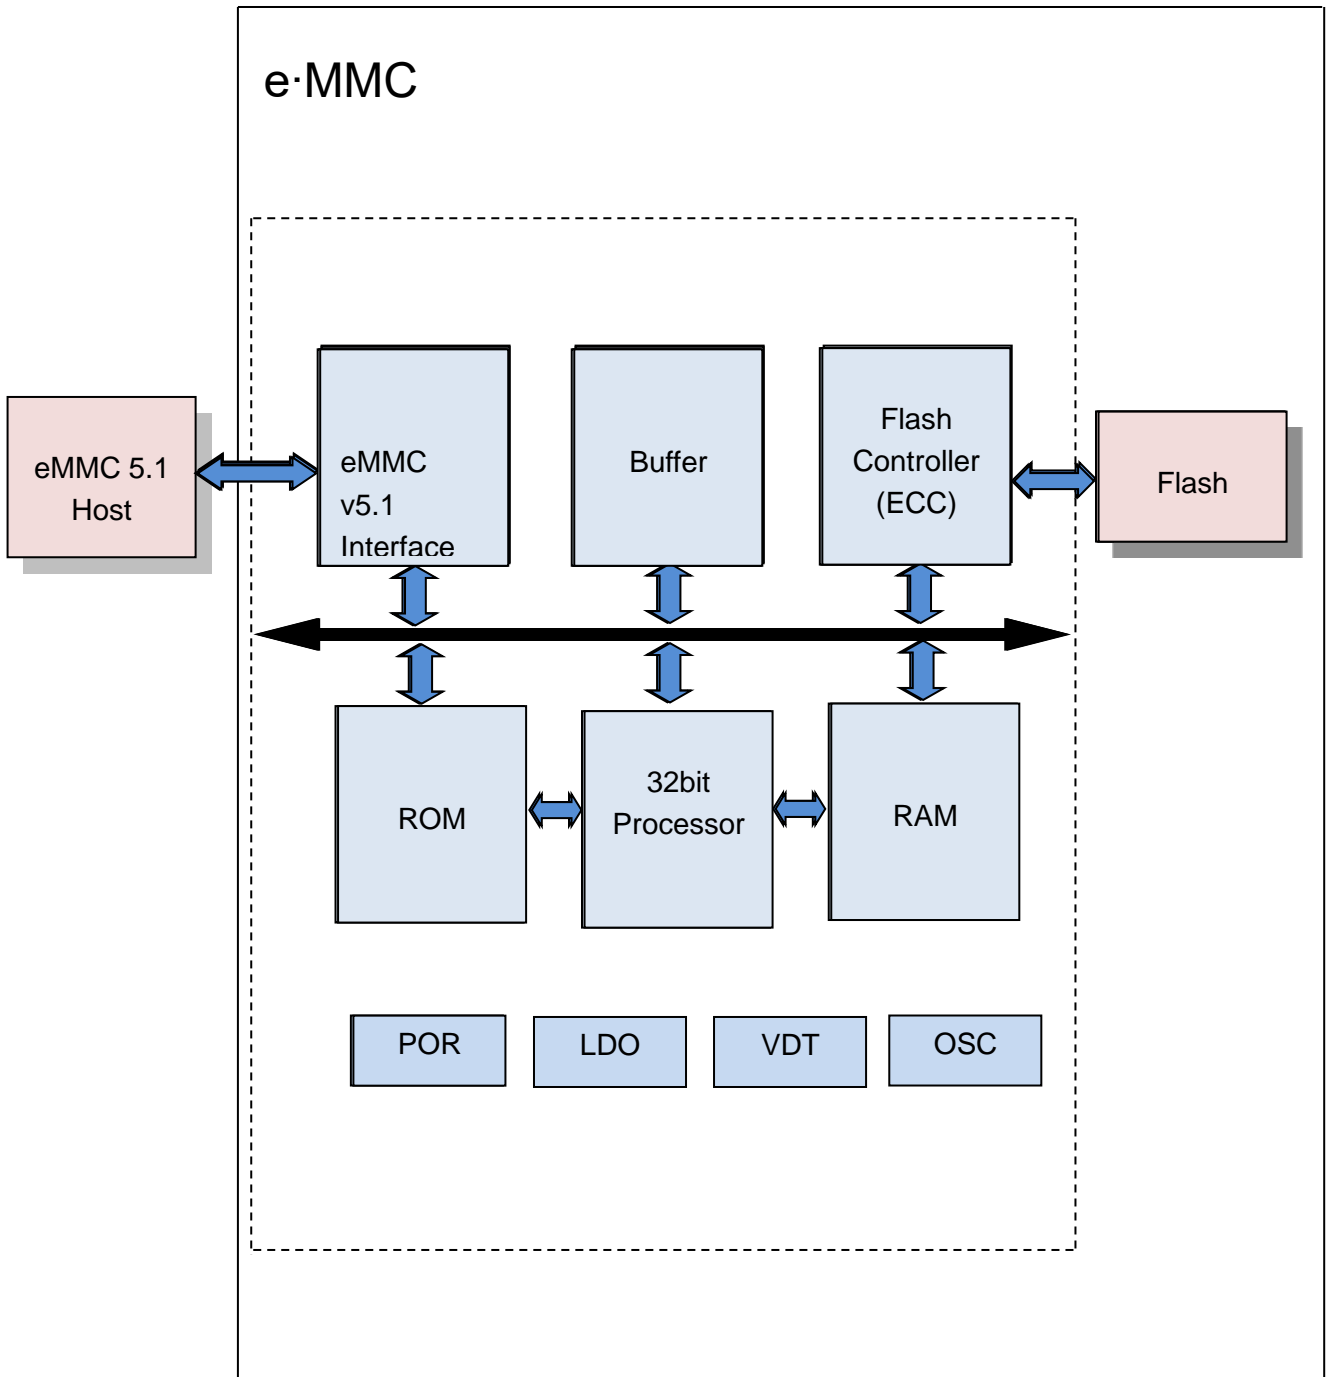 e·MMC
eMMC 5.1
Host
eMMC
v5.1
Interface
Buffer
Flash
Controller
(ECC)
Flash
ROM
32bit
Processor
RAM
POR
LDO
VDT
OSC